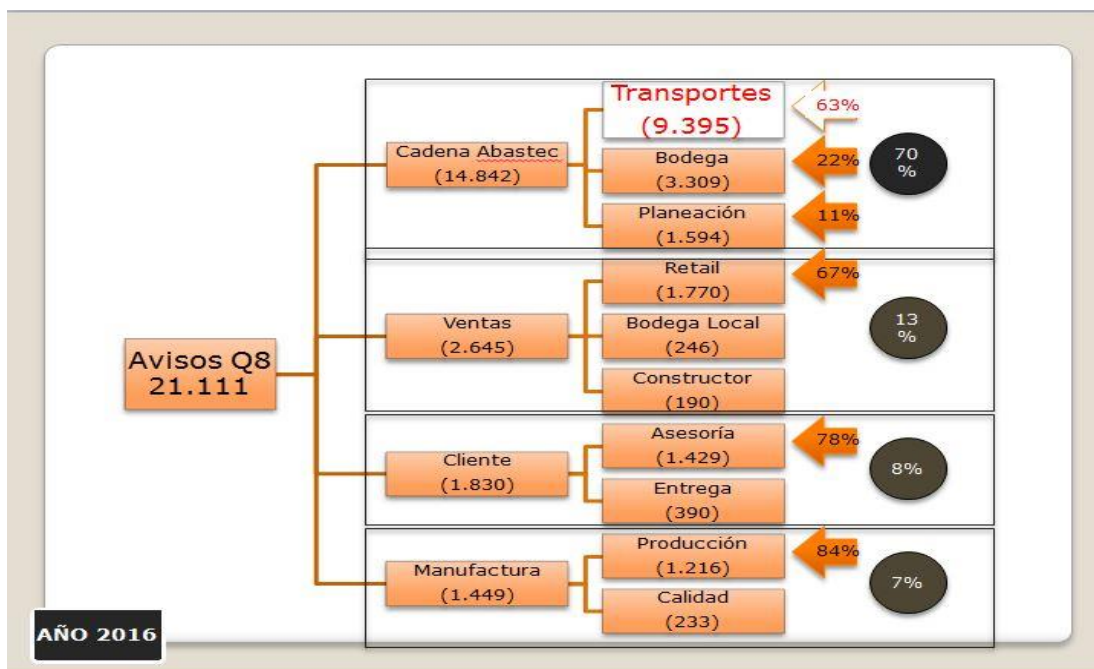 Avisos Q8
21.111
Cadena Abastec
(14.842)
Transportes
(9.395)
63%
Bodega
(3.309)
22%
Planeación
(1.594)
11%
70
%
Ventas
(2.645)
Retail
(1.770)
67%
Bodega Local
(246)
Constructor
(190)
13
%
Cliente
(1.830)
Asesoría
(1.429)
78%
Entrega
(390)
8%
Manufactura
(1.449)
Producción
(1.216)
84%
Calidad
(233)
7%
AÑO 2016